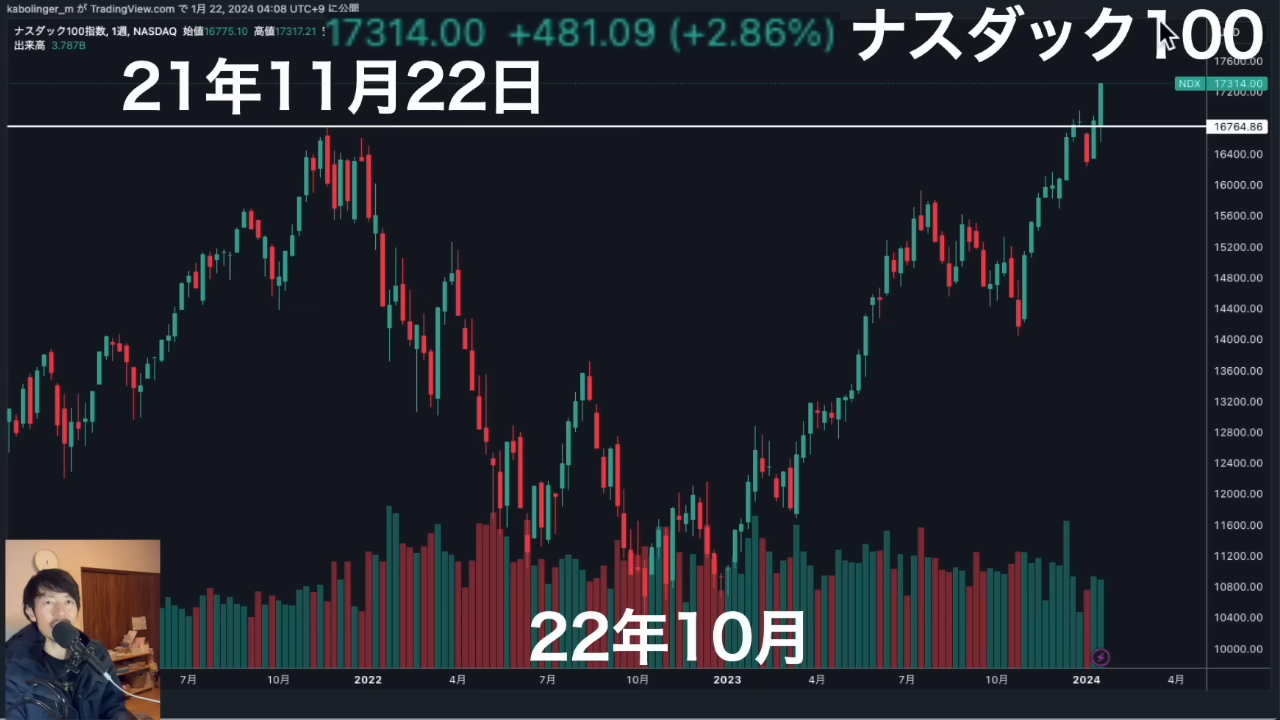 kabolinger_m が TradingView.com で 1月 22, 2024 04:08 UTC+9 に公開
ナスダック100指数, 1週, NASDAQ 始値16775.10 高値17317.21
17314.00 +481.09 (+2.86%)
ナスダック100
出来高 3.787B
21年11月22日
17600.00
NDX 17314.00
17200.00
16764.86
16400.00
16000.00
15600.00
15200.00
14800.00
14400.00
14000.00
13600.00
13200.00
12800.00
12400.00
12000.00
11600.00
11200.00
10800.00
10400.00
10000.00
22年10月
7月 10月 2022 4月 7月 10月 2023 4月 7月 10月 2024 4月